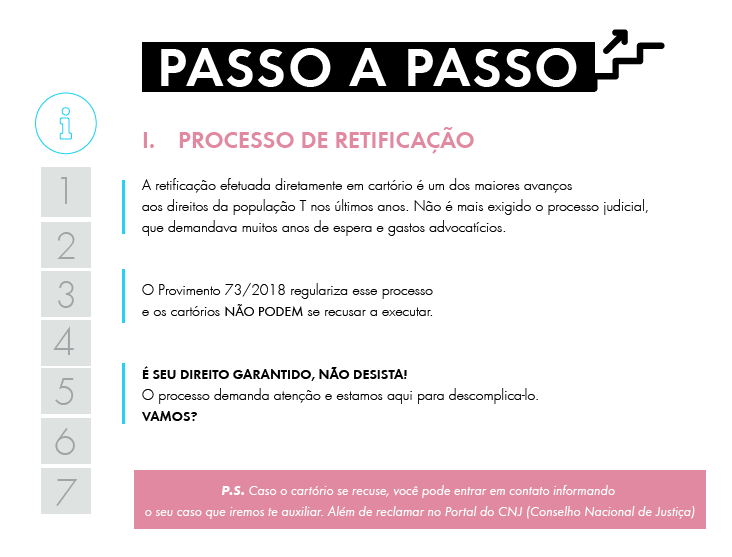 PASSO A PASSO
i
I. PROCESSO DE RETIFICAÇÃO
1
2
3
4
5
6
7
A retificação efetuada diretamente em cartório é um dos maiores avanços
aos direitos da população T nos últimos anos. Não é mais exigido o processo judicial,
que demandava muitos anos de espera e gastos advocatícios.
O Provimento 73/2018 regulariza esse processo
e os cartórios NÃO PODEM se recusar a executar.
É SEU DIREITO GARANTIDO, NÃO DESISTA!
O processo demanda atenção e estamos aqui para descomplica-lo.
VAMOS?
P.S. Caso o cartório se recuse, você pode entrar em contato informando
o seu caso que iremos te auxiliar. Além de reclamar no Portal do CNJ (Conselho Nacional de Justiça)